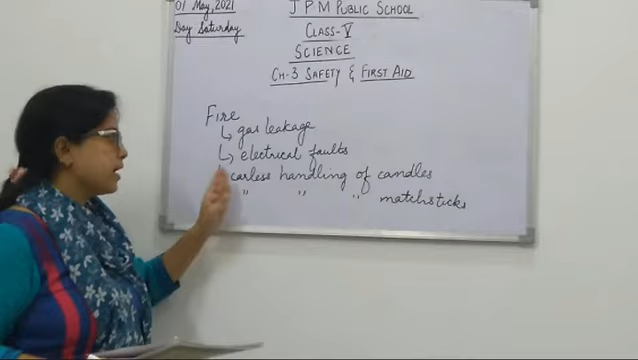 01 May, 2021
Day Saturday
J P M PUBLIC SCHOOL
CLASS-V
SCIENCE
CH-3 SAFETY & FIRST AID
Fire
↳ gas leakage
↳ electrical faults
↳ carless handling of candles
" " " matchsticks